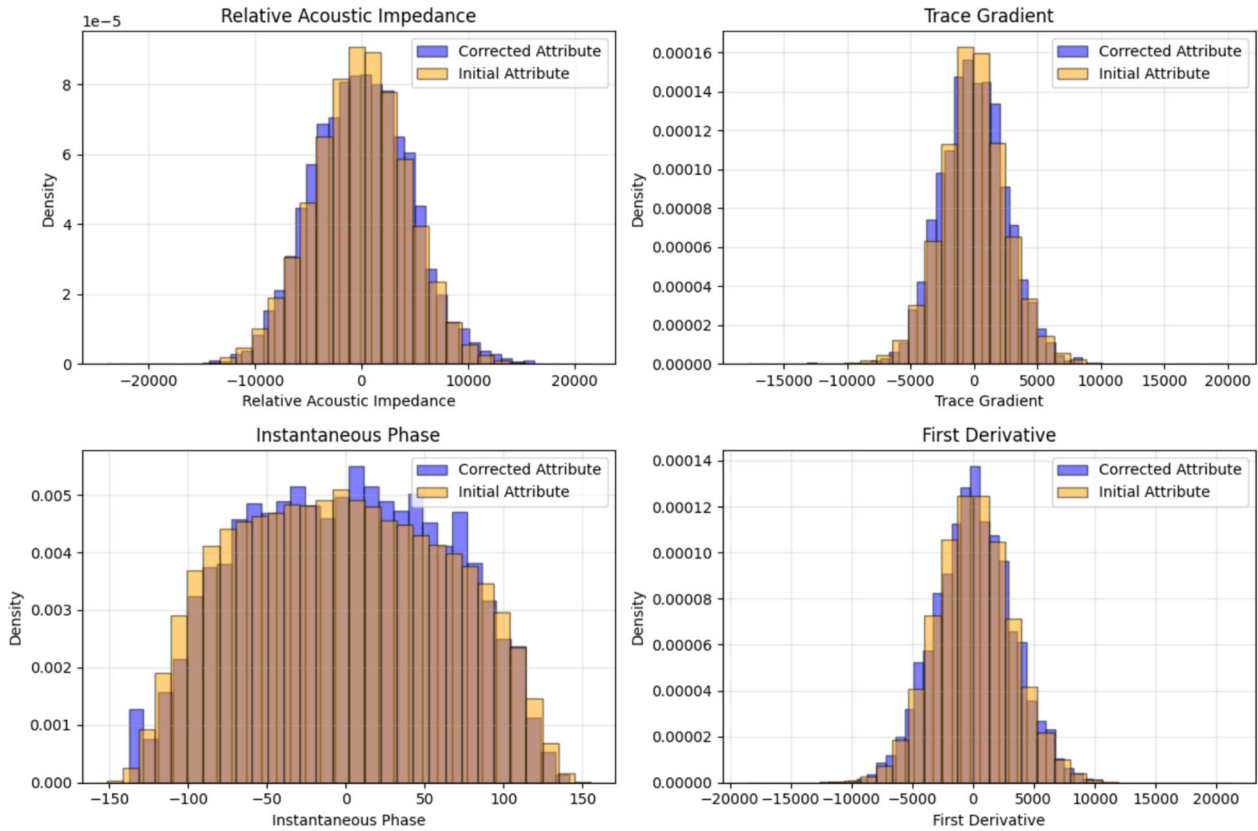 Relative Acoustic Impedance
1e−5
Corrected Attribute
Initial Attribute
8
6
4
2
0
Density
−20000 −10000 0 10000 20000
Relative Acoustic Impedance
Trace Gradient
Corrected Attribute
Initial Attribute
0.00016
0.00014
0.00012
0.00010
0.00008
0.00006
0.00004
0.00002
0.00000
Density
−15000 −10000 −5000 0 5000 10000 15000 20000
Trace Gradient
Instantaneous Phase
Corrected Attribute
Initial Attribute
0.005
0.004
0.003
0.002
0.001
0.000
Density
−150 −100 −50 0 50 100 150
Instantaneous Phase
First Derivative
Corrected Attribute
Initial Attribute
0.00014
0.00012
0.00010
0.00008
0.00006
0.00004
0.00002
0.00000
Density
−20000 −15000 −10000 −5000 0 5000 10000 15000 20000
First Derivative